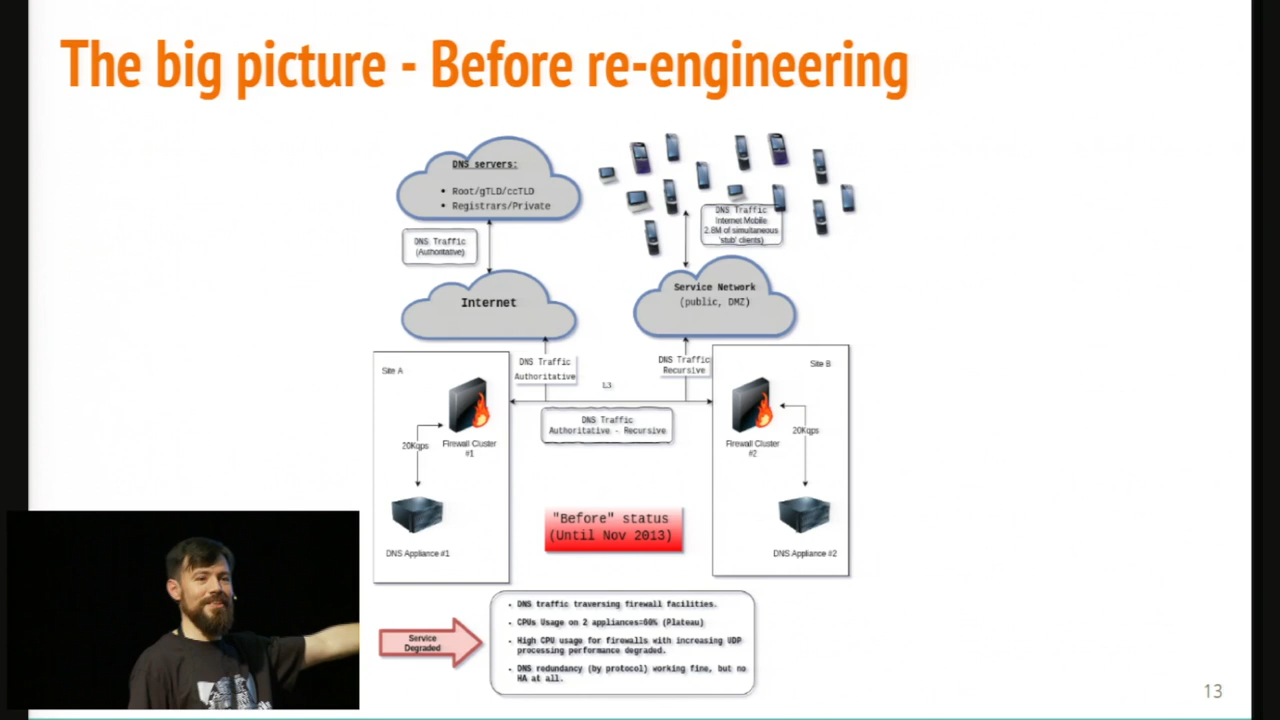 The big picture - Before re-engineering
DNS servers:
• Root/gTLD/ccTLD
• Registrars/Private
DNS Traffic
(Authoritative)
DNS Traffic
Internet Mobile
2.8M of simultaneous
'stub' clients)
Internet
Service Network
(public, DMZ)
DNS Traffic
Authoritative
DNS Traffic
Recursive
L3
DNS Traffic
Authoritative - Recursive
Site A
20Kqps
Firewall Cluster
#1
DNS Appliance #1
Site B
Firewall Cluster
#2
20Kqps
DNS Appliance #2
"Before" status
(Until Nov 2013)
Service
Degraded
• DNS traffic traversing firewall facilities.
• CPUs Usage on 2 appliances=60% (Plateau)
• High CPU usage for firewalls with increasing UDP
processing performance degraded.
• DNS redundancy (by protocol) working fine, but no
HA at all.
13